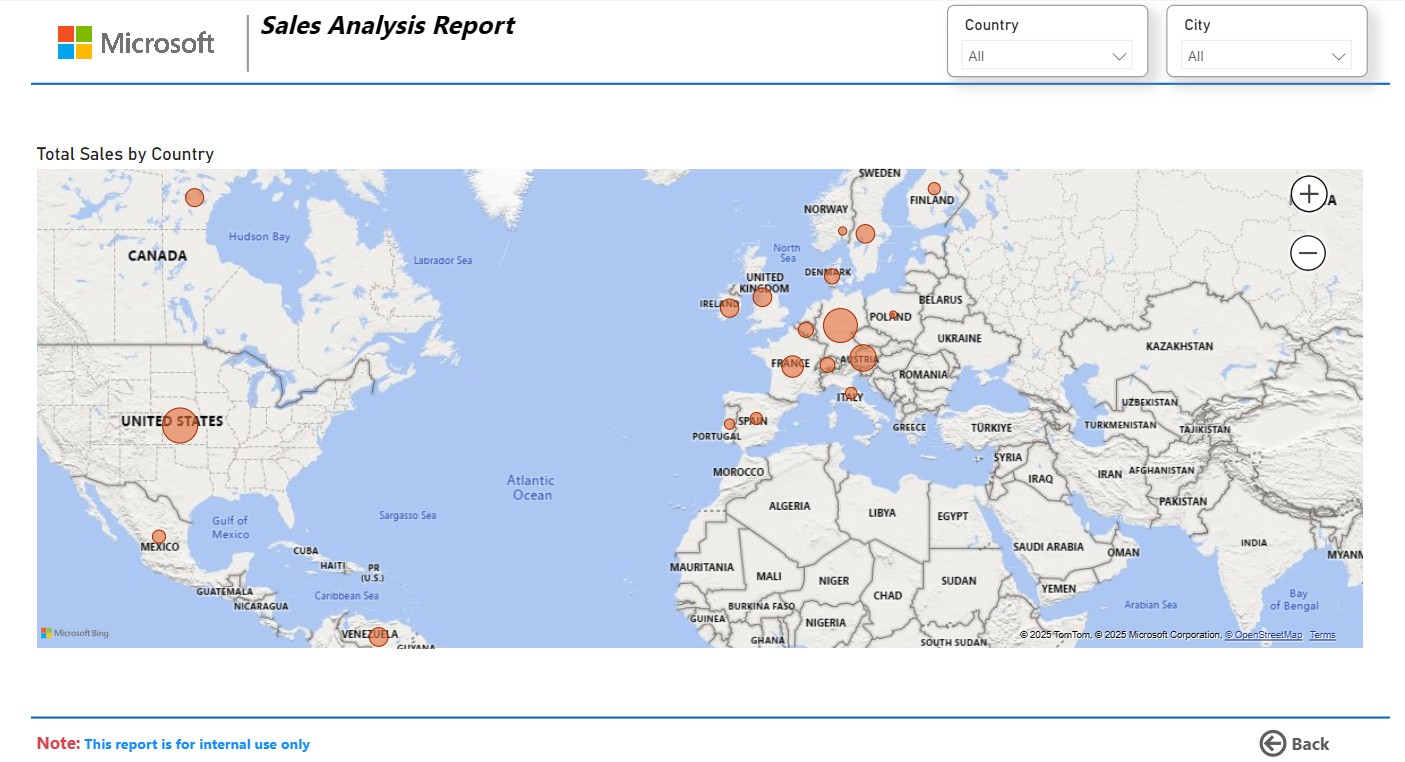 Microsoft
Sales Analysis Report
Country
All
City
All
Total Sales by Country
SWEDEN
FINLAND
NORWAY
A
Hudson Bay
CANADA
Labrador Sea
North
Sea
DENMARK
UNITED
KINGDOM
IRELAND
BELARUS
POLAND
UKRAINE
KAZAKHSTAN
FRANCE
AUSTRIA
ROMANIA
ITALY
UZBEKISTAN
UNITED STATES
SPAIN
PORTUGAL
GREECE
TÜRKIYE
TURKMENISTAN
TAJIKISTAN
SYRIA
MOROCCO
IRAQ
IRAN
AFGHANISTAN
Atlantic
Ocean
PAKISTAN
ALGERIA
LIBYA
EGYPT
Sargasso Sea
Gulf of
Mexico
MEXICO
CUBA
SAUDI ARABIA
OMAN
INDIA
MYANM
HAITI
PR
(U.S.)
MAURITANIA
MALI
NIGER
CHAD
SUDAN
YEMEN
GUATEMALA
Caribbean Sea
NICARAGUA
BURKINA FASO
Arabian Sea
Bay
of Bengal
GUINEA
NIGERIA
VENEZUELA
GUYANA
GHANA
SOUTH SUDAN
Microsoft Bing
© 2025 TomTom, © 2025 Microsoft Corporation, © OpenStreetMap Terms
Note: This report is for internal use only
Back